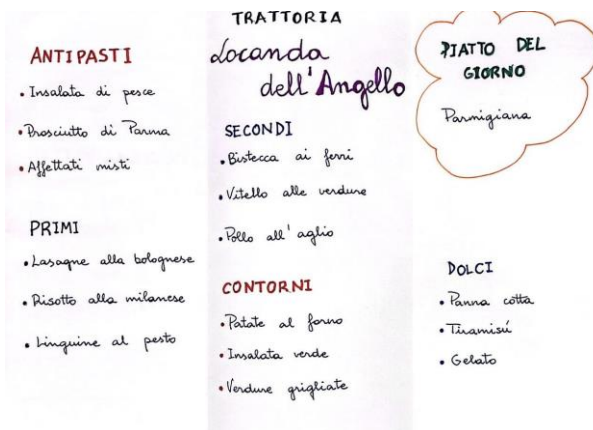 ANTIPASTI
• Insalata di pesce
• Prosciutto di Parma
• Affettati misti
PRIMI
• Lasagne alla bolognese
• Risotto alla milanese
• Linguine al pesto
TRATTORIA
Locanda
dell'Angello
SECONDI
• Bistecca ai ferri
• Vitello alle verdure
• Pollo all'aglio
CONTORNI
• Patate al forno
• Insalata verde
• Verdure grigliate
PIATTO DEL
GIORNO
Parmigiana
DOLCI
• Panna cotta
• Tiramisú
• Gelato